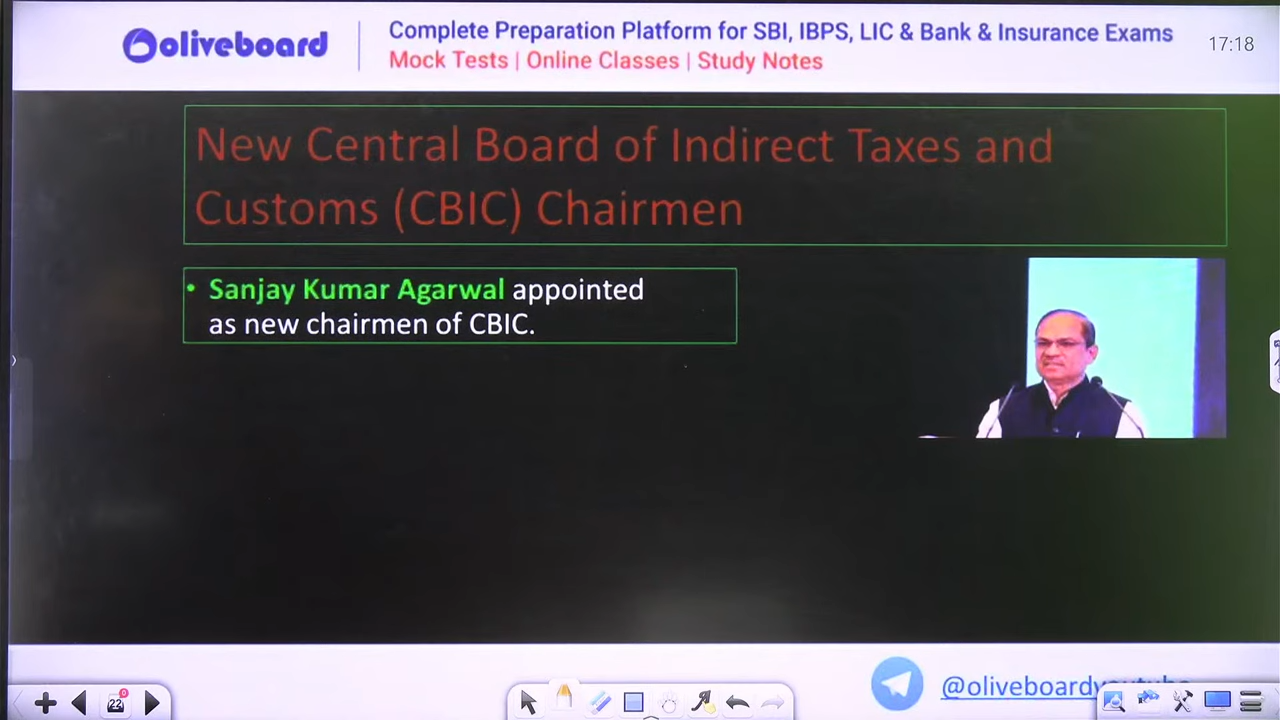 oliveboard
Complete Preparation Platform for SBI, IBPS, LIC & Bank & Insurance Exams
Mock Tests | Online Classes | Study Notes
17:18
New Central Board of Indirect Taxes and
Customs (CBIC) Chairmen
• Sanjay Kumar Agarwal appointed
as new chairmen of CBIC.
22
0
@oliveboardyoutube